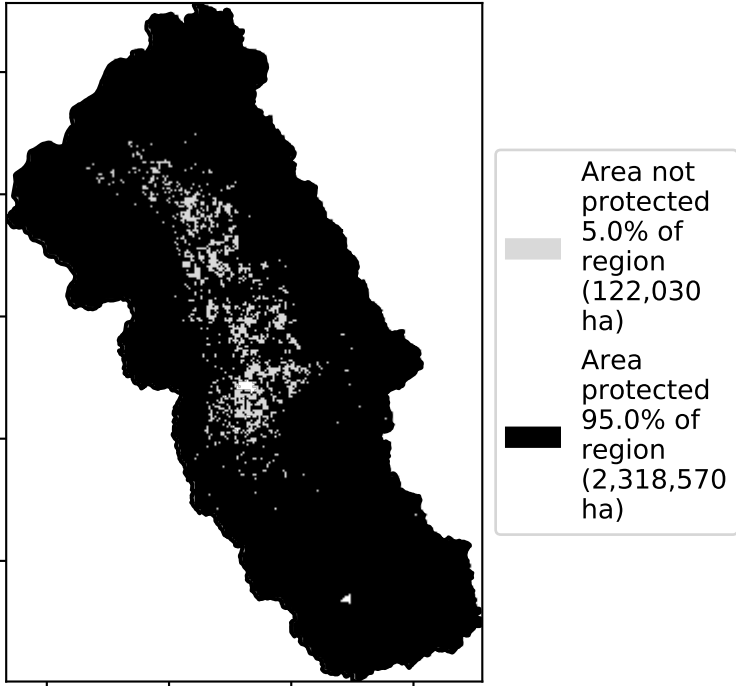 Area not
protected
5.0% of
region
(122,030
ha)
Area
protected
95.0% of
region
(2,318,570
ha)